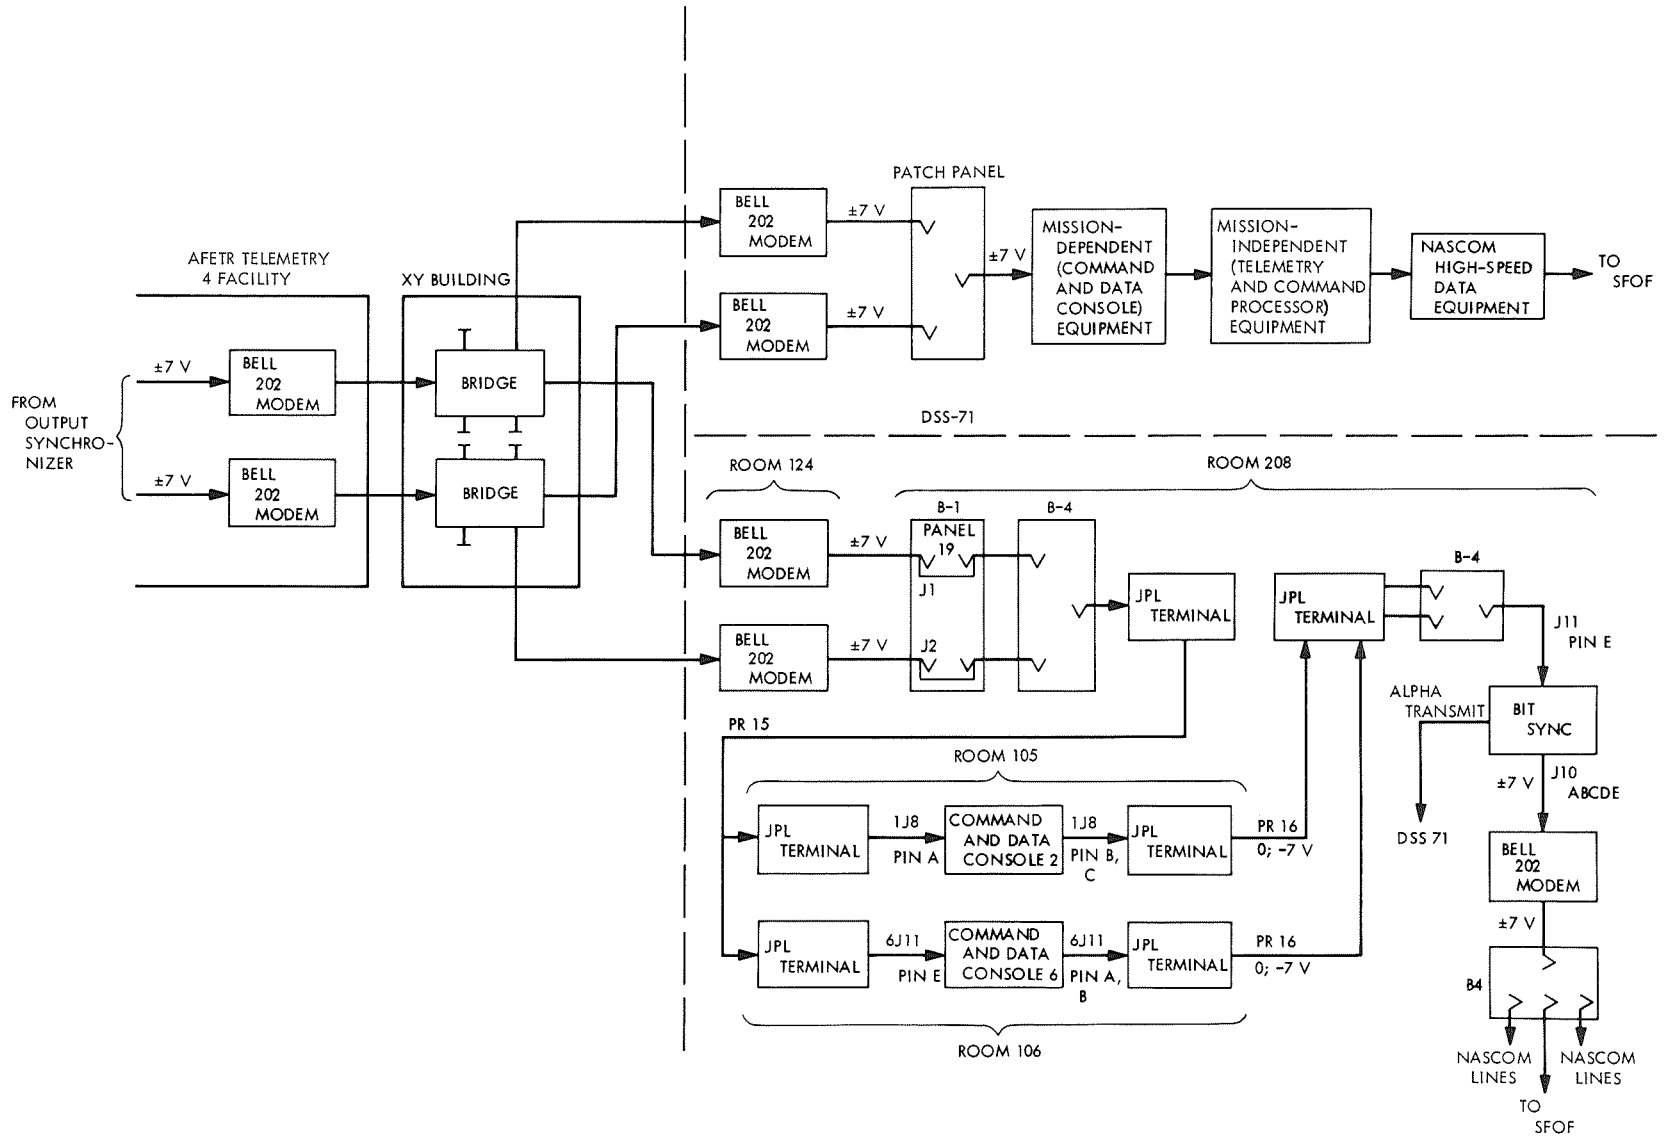 PATCH PANEL
BELL
202
MODEM
±7 V
±7 V
MISSION-
DEPENDENT
(COMMAND
AND DATA
CONSOLE)
EQUIPMENT
MISSION-
INDEPENDENT
(TELEMETRY
AND COMMAND
PROCESSOR)
EQUIPMENT
NASCOM
HIGH-SPEED
DATA
EQUIPMENT
TO
SFOF
BELL
202
MODEM
±7 V
DSS-71
AFETR TELEMETRY
4 FACILITY
XY BUILDING
FROM
OUTPUT
SYNCHRO-
NIZER
±7 V
BELL
202
MODEM
BRIDGE
±7 V
BELL
202
MODEM
BRIDGE
ROOM 124
ROOM 208
BELL
202
MODEM
±7 V
B-1
PANEL
19
J1
B-4
BELL
202
MODEM
±7 V
J2
JPL
TERMINAL
JPL
TERMINAL
B-4
J11
PIN E
ALPHA
TRANSMIT
BIT
SYNC
DSS 71
±7 V
J10
ABCDE
BELL
202
MODEM
±7 V
B4
NASCOM
LINES
NASCOM
LINES
TO
SFOF
PR 15
ROOM 105
JPL
TERMINAL
1J8
PIN A
COMMAND
AND DATA
CONSOLE 2
1J8
PIN B,
C
JPL
TERMINAL
PR 16
0; -7 V
JPL
TERMINAL
6J11
PIN E
COMMAND
AND DATA
CONSOLE 6
6J11
PIN A,
B
JPL
TERMINAL
PR 16
0; -7 V
ROOM 106